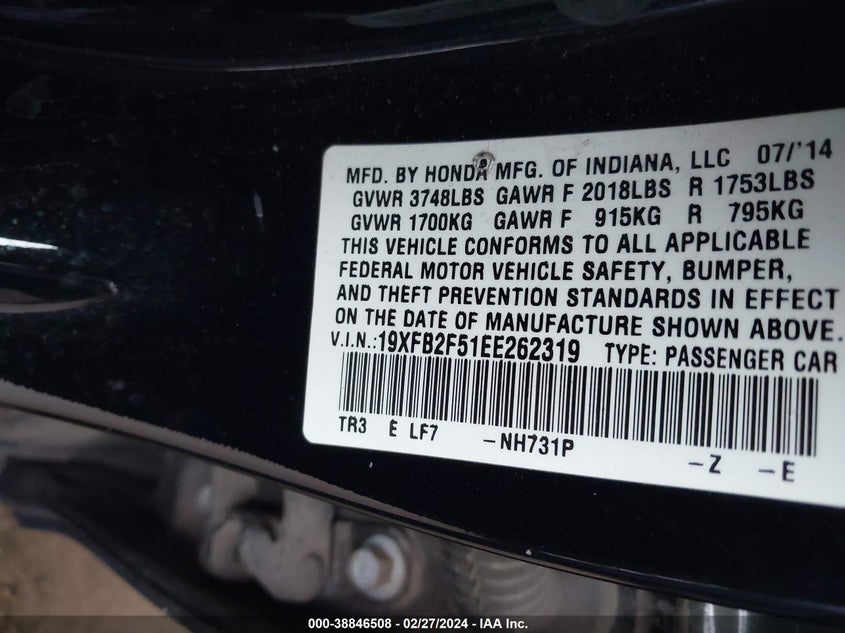 MFD. BY HONDA MFG. OF INDIANA, LLC 07/'14
GVWR 3748LBS GAWR F 2018LBS R 1753LBS
GVWR 1700KG GAWR F 915KG R 795KG
THIS VEHICLE CONFORMS TO ALL APPLICABLE
FEDERAL MOTOR VEHICLE SAFETY, BUMPER,
AND THEFT PREVENTION STANDARDS IN EFFECT
ON THE DATE OF MANUFACTURE SHOWN ABOVE.
V.I.N.:19XFB2F51EE262319 TYPE: PASSENGER CAR
TR3 E LF7 -NH731P -Z -E
000-38846508 - 02/27/2024 - IAA Inc.